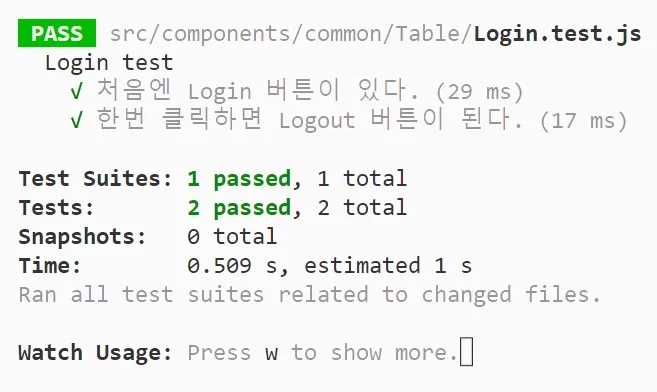 PASS src/components/common/Table/Login.test.js
Login test
√ 처음엔 Login 버튼이 있다. (29 ms)
√ 한번 클릭하면 Logout 버튼이 된다. (17 ms)
Test Suites: 1 passed, 1 total
Tests: 2 passed, 2 total
Snapshots: 0 total
Time: 0.509 s, estimated 1 s
Ran all test suites related to changed files.
Watch Usage: Press w to show more.